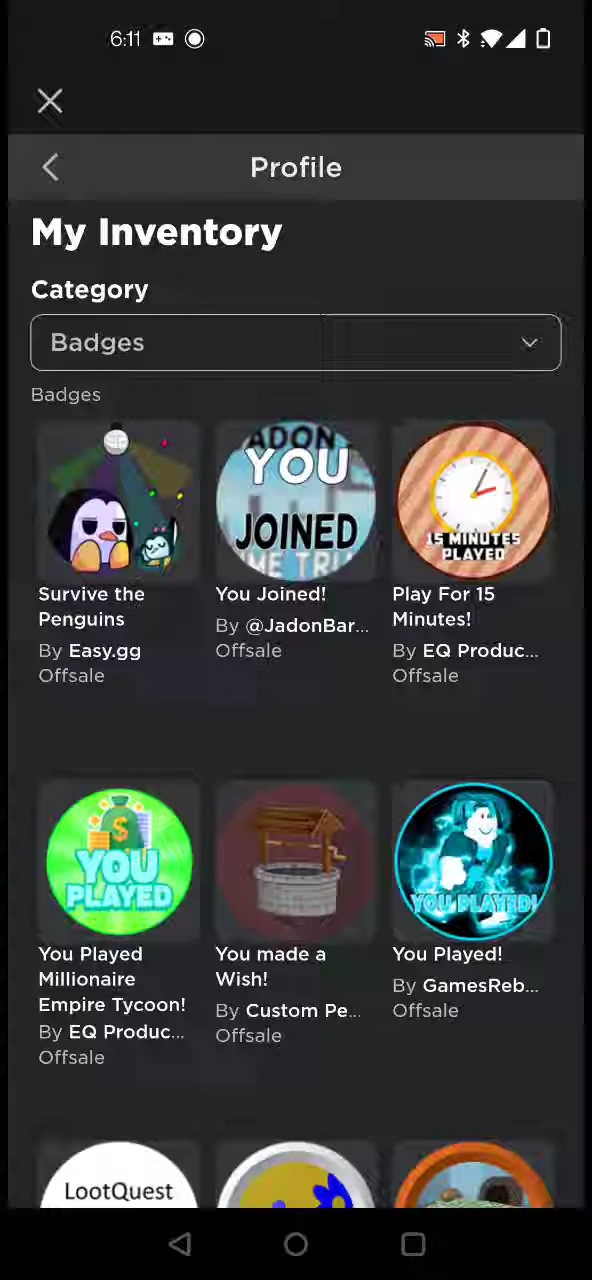 6:11
Profile
My Inventory
Category
Badges
Badges
ADON
YOU
JOINED
ME TRI
15 MINUTES
PLAYED
Survive the
Penguins
By Easy.gg
Offsale
You Joined!
By @JadonBar...
Offsale
Play For 15
Minutes!
By EQ Produc...
Offsale
$
YOU
PLAYED
YOU PLAYED!
You Played
Millionaire
Empire Tycoon!
By EQ Produc...
Offsale
You made a
Wish!
By Custom Pe...
Offsale
You Played!
By GamesReb...
Offsale
LootQuest